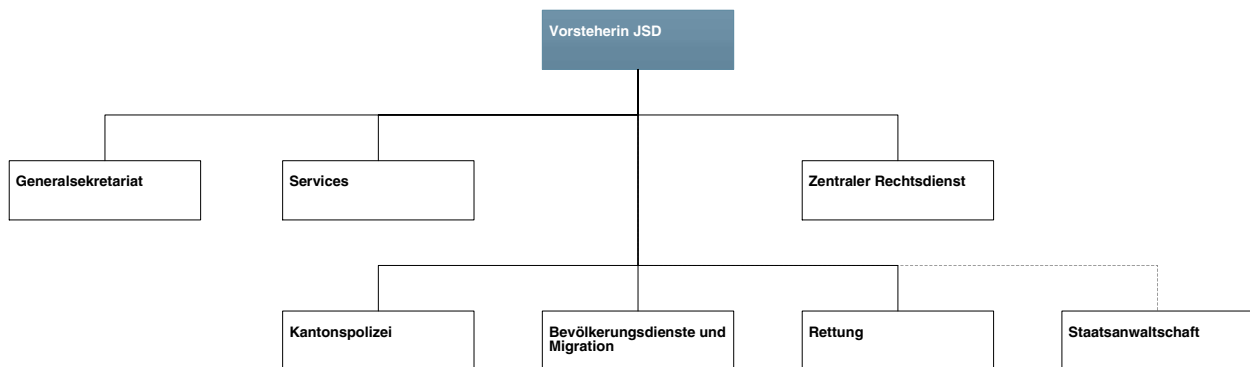 Vorsteherin JSD
Generalsekretariat
Services
Zentraler Rechtsdienst
Kantonspolizei
Bevölkerungsdienste und
Migration
Rettung
Staatsanwaltschaft